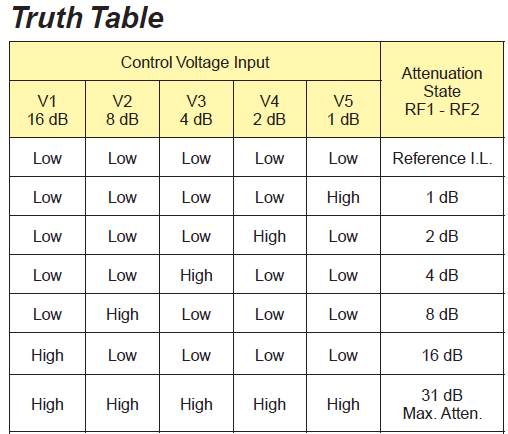 Truth Table
Control Voltage Input
Attenuation
State
RF1 - RF2
V1 V2 V3 V4 V5
16 dB 8 dB 4 dB 2 dB 1 dB
Low Low Low Low Low Reference I.L.
Low Low Low Low High 1 dB
Low Low Low High Low 2 dB
Low Low High Low Low 4 dB
Low High Low Low Low 8 dB
High Low Low Low Low 16 dB
High High High High High 31 dB
Max. Atten.